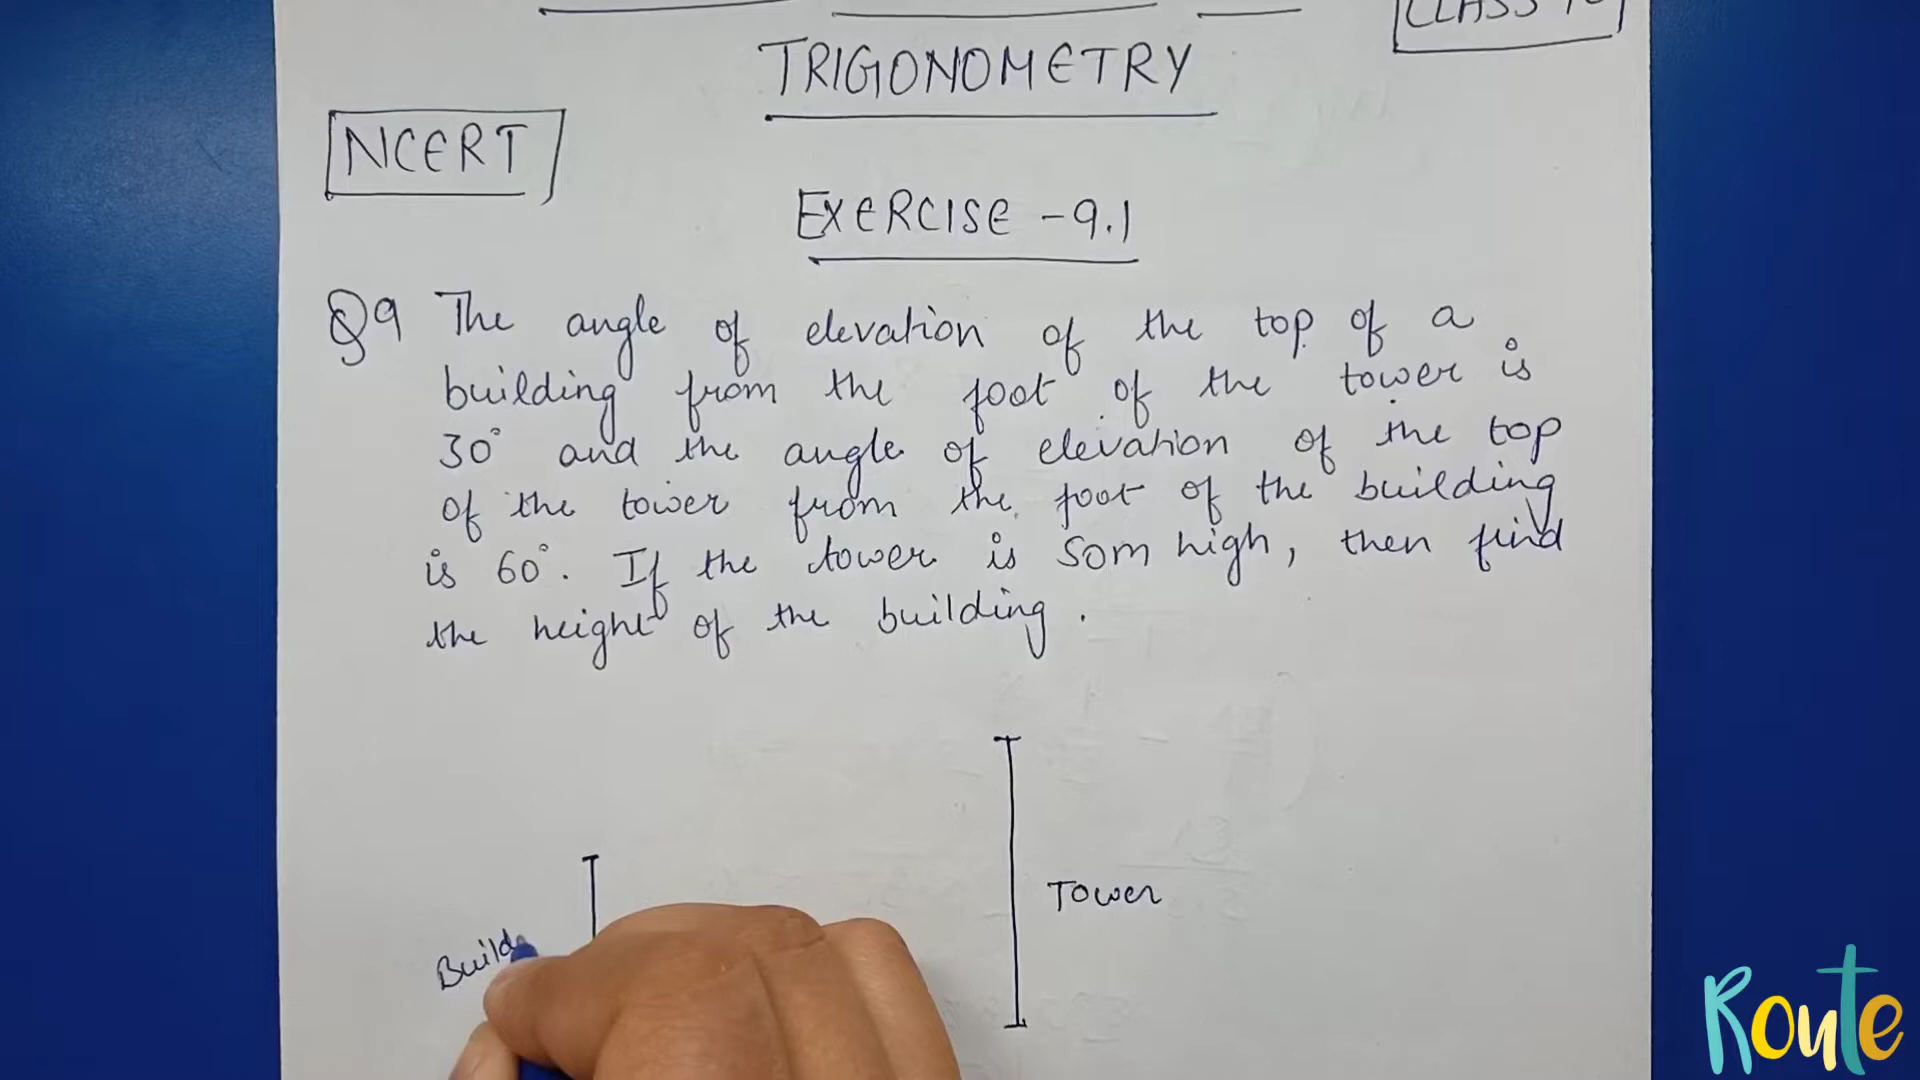 TRIGONOMETRY
NCERT
EXERCISE -9.1
Q9 The angle of elevation of the top of a
building from the foot of the tower is
30° and the angle of elevation of the top
of the tower from the foot of the building
is 60°. If the tower is 50m high, then find
the height of the building.
Tower
Build
Route